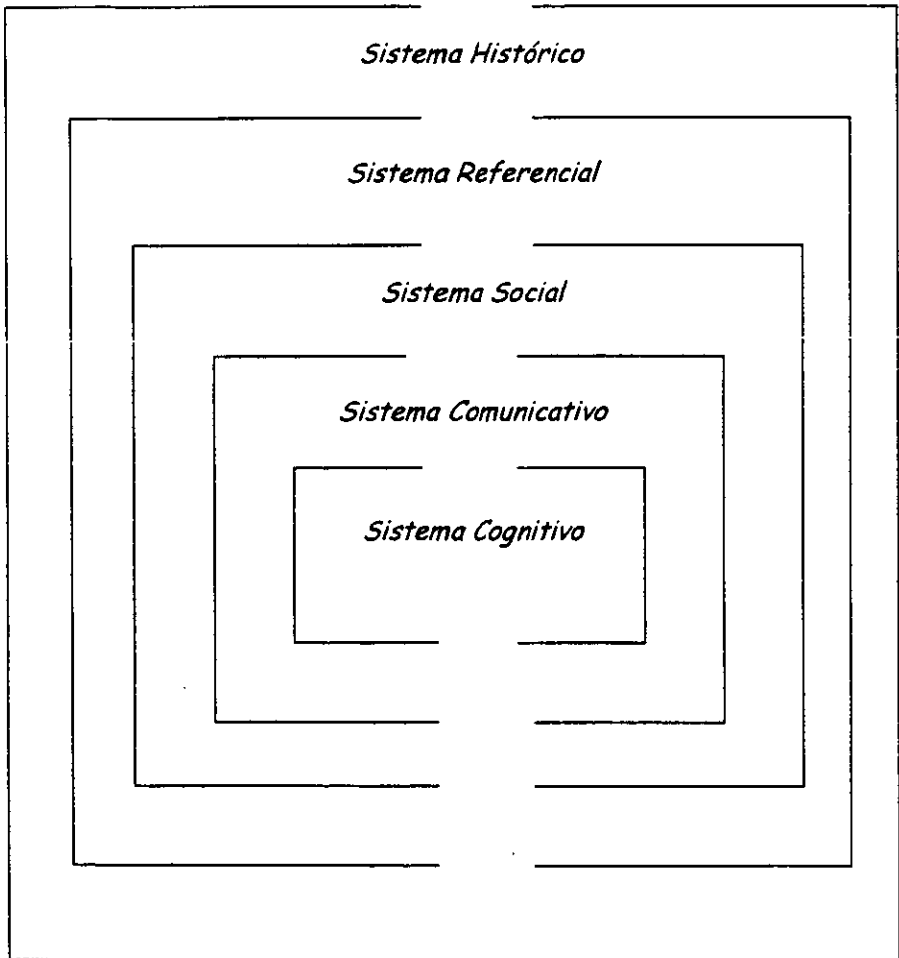 Sistema Histórico
Sistema Referencial
Sistema Social
Sistema Comunicativo
Sistema Cognitivo